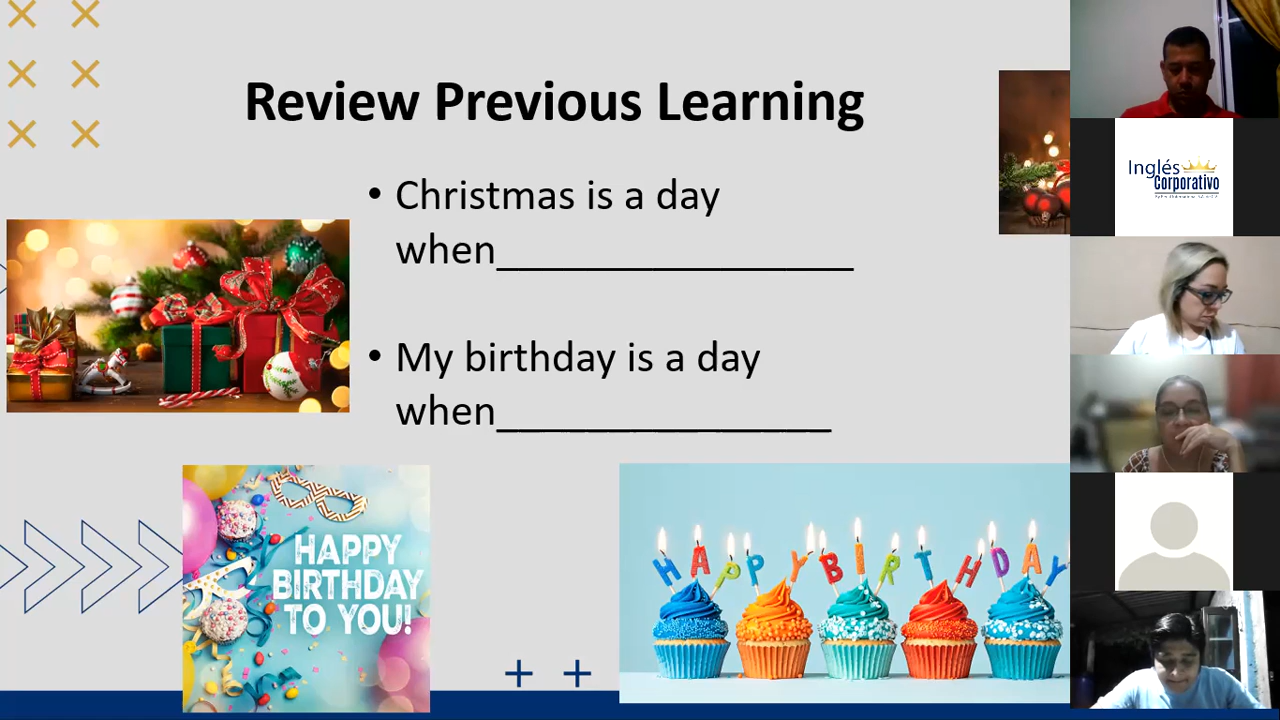 Review Previous Learning
• Christmas is a day
when________________
• My birthday is a day
when_______________
HAPPY
BIRTHDAY
TO YOU!
HAPPY BIRTHDAY
Inglés
Corporativo